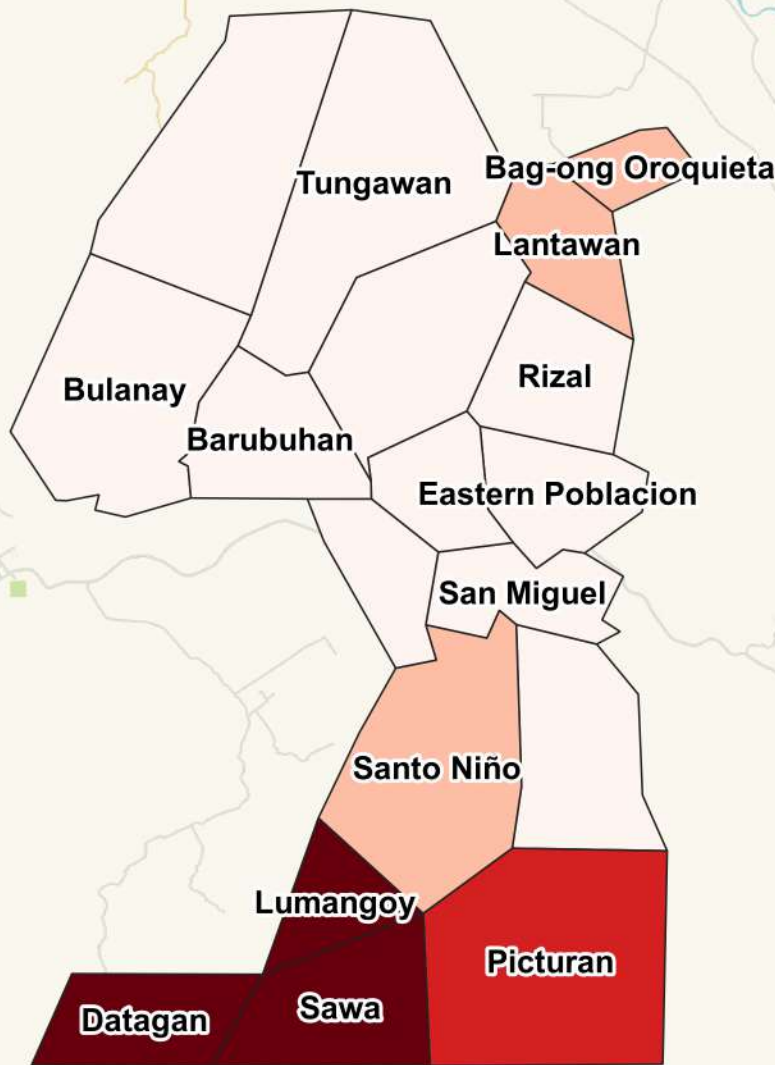 Tungawan
Bag-ong Oroquieta
Lantawan
Rizal
Bulanay
Barubuhan
Eastern Poblacion
San Miguel
Santo Niño
Lumangoy
Picturan
Sawa
Datagan